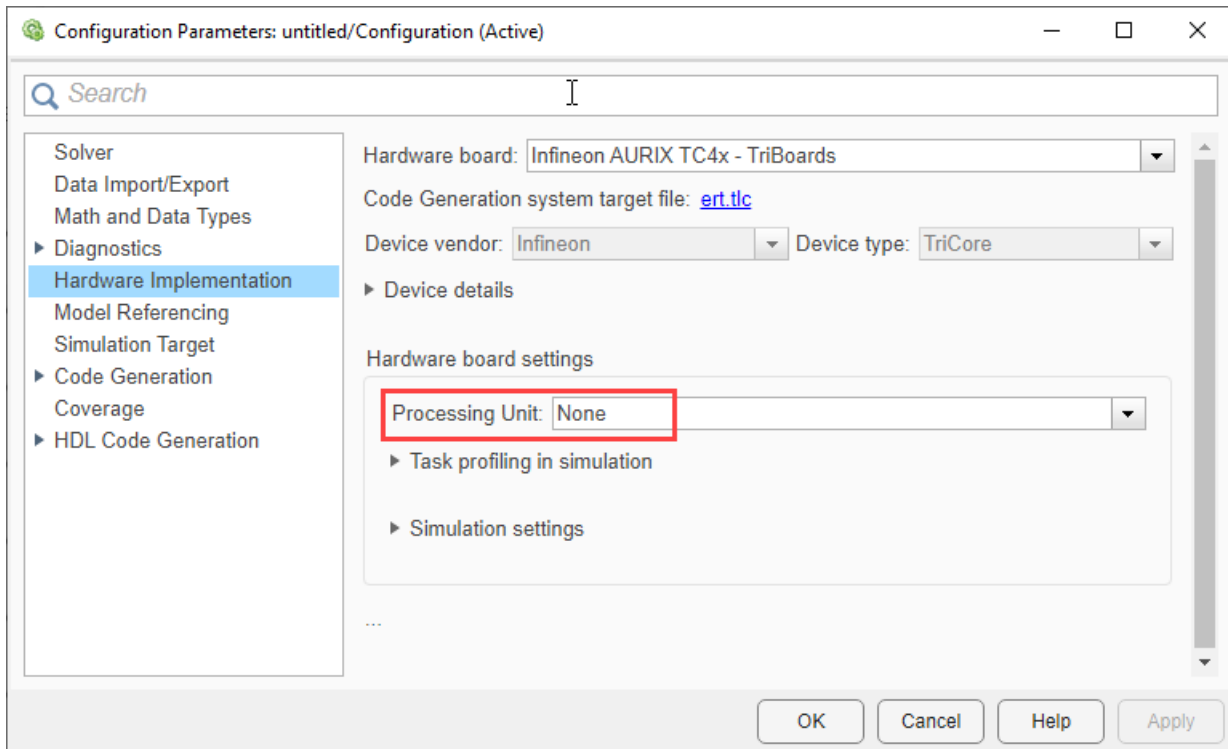 Configuration Parameters: untitled/Configuration (Active)
Search
Solver
Data Import/Export
Math and Data Types
Diagnostics
Hardware Implementation
Model Referencing
Simulation Target
Code Generation
Coverage
HDL Code Generation
Hardware board: Infineon AURIX TC4x - TriBoards
Code Generation system target file: ert.tlc
Device vendor: Infineon Device type: TriCore
Device details
Hardware board settings
Processing Unit: None
Task profiling in simulation
Simulation settings
...
OK Cancel Help Apply